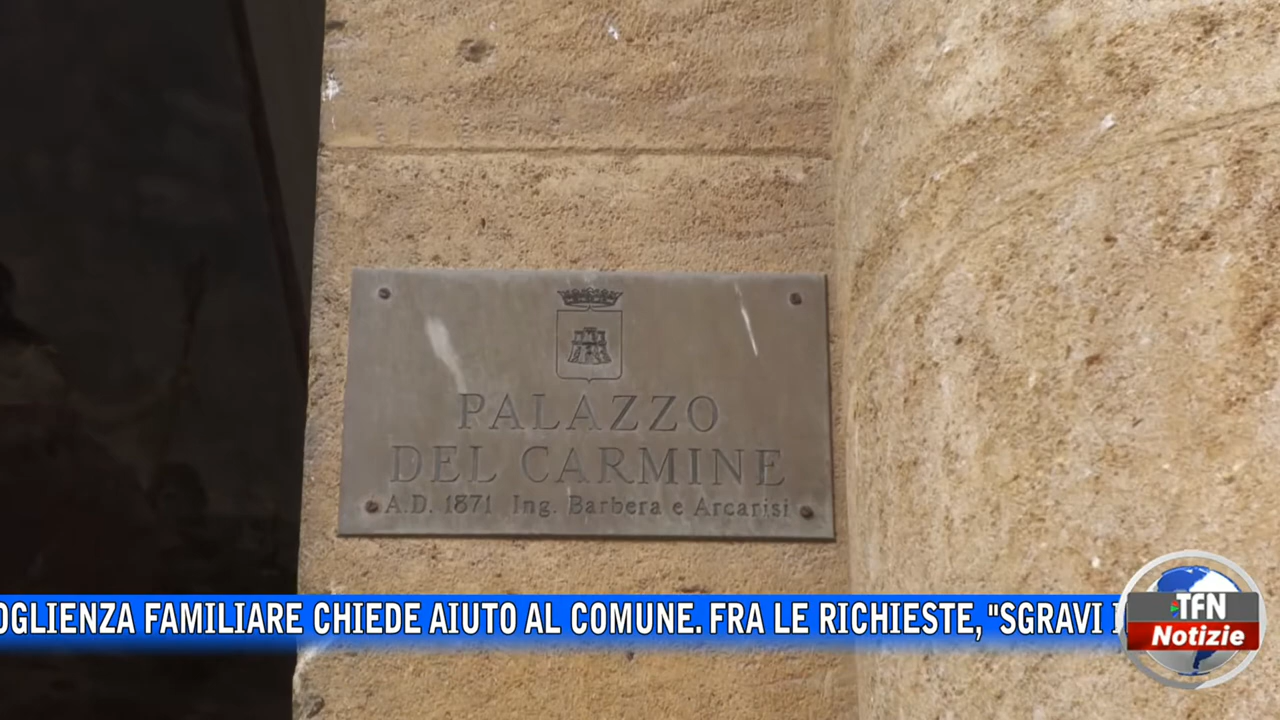 PALAZZO
DEL CARMINE
A.D. 1871 Ing. Barbera e Arcarisi
OGLIENZA FAMILIARE CHIEDE AIUTO AL COMUNE. FRA LE RICHIESTE, "SGRAVI
TFN
Notizie